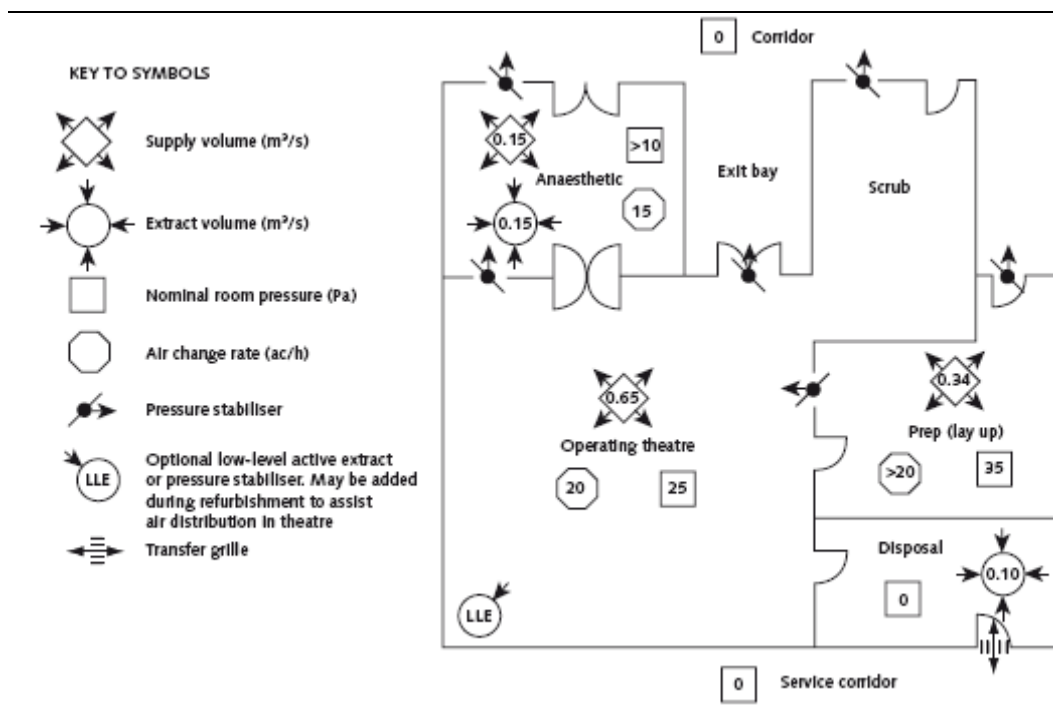 KEY TO SYMBOLS
Supply volume (m³/s)
Extract volume (m³/s)
Nominal room pressure (Pa)
Air change rate (ac/h)
Pressure stabiliser
LLE
Optional low-level active extract
or pressure stabiliser. May be added
during refurbishment to assist
air distribution in theatre
Transfer grille
0
Corridor
0.15
>10
Anaesthetic
15
0.15
Exit bay
Scrub
0.65
Operating theatre
20
25
0.34
Prep (lay up)
>20
35
Disposal
0.10
0
LLE
0
Service corridor